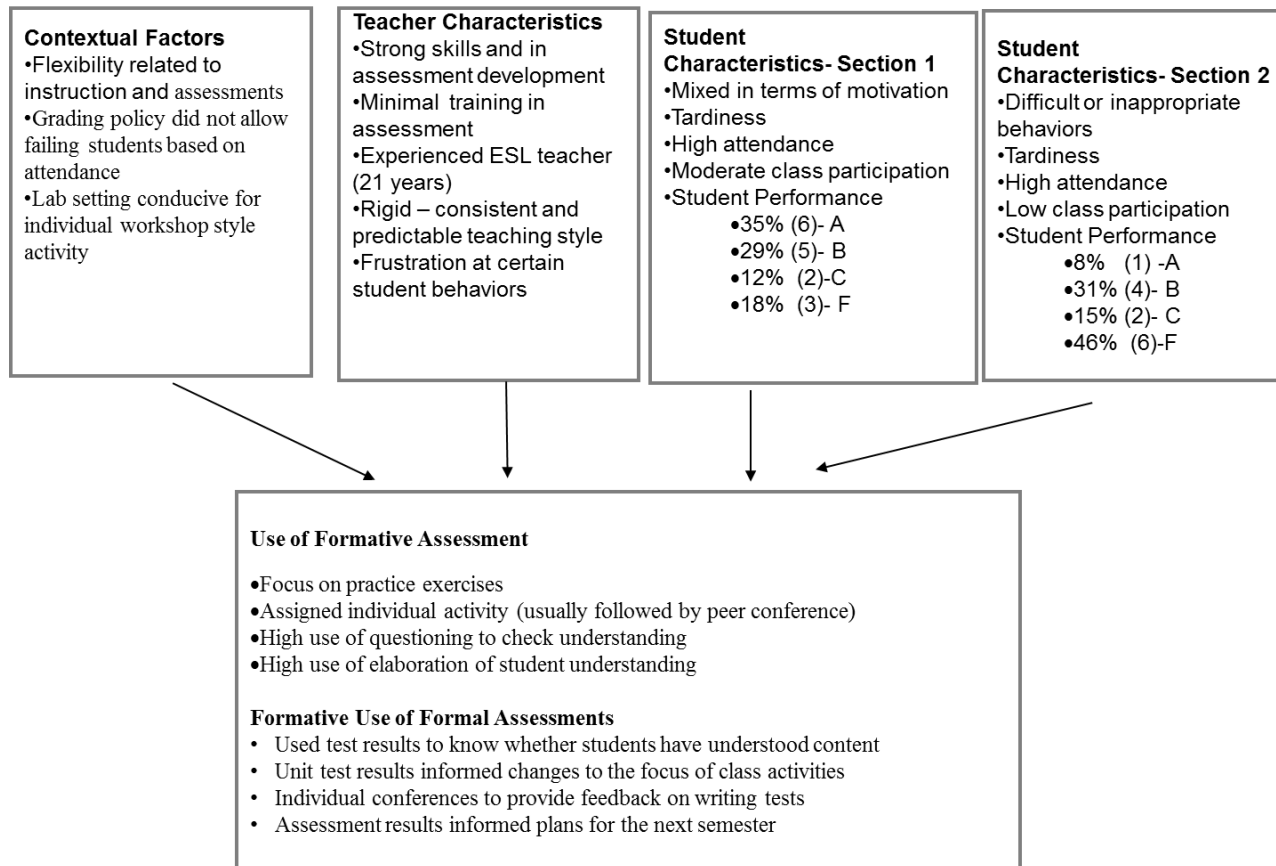 Contextual Factors
•Flexibility related to
instruction and assessments
•Grading policy did not allow
failing students based on
attendance
•Lab setting conducive for
individual workshop style
activity
Teacher Characteristics
•Strong skills and in
assessment development
•Minimal training in
assessment
•Experienced ESL teacher
(21 years)
•Rigid – consistent and
predictable teaching style
•Frustration at certain
student behaviors
Student
Characteristics- Section 1
•Mixed in terms of motivation
•Tardiness
•High attendance
•Moderate class participation
•Student Performance
•35% (6)- A
•29% (5)- B
•12% (2)-C
•18% (3)- F
Student
Characteristics- Section 2
•Difficult or inappropriate
behaviors
•Tardiness
•High attendance
•Low class participation
•Student Performance
•8% (1) -A
•31% (4)- B
•15% (2)- C
•46% (6)-F
Use of Formative Assessment
•Focus on practice exercises
•Assigned individual activity (usually followed by peer conference)
•High use of questioning to check understanding
•High use of elaboration of student understanding
Formative Use of Formal Assessments
• Used test results to know whether students have understood content
• Unit test results informed changes to the focus of class activities
• Individual conferences to provide feedback on writing tests
• Assessment results informed plans for the next semester